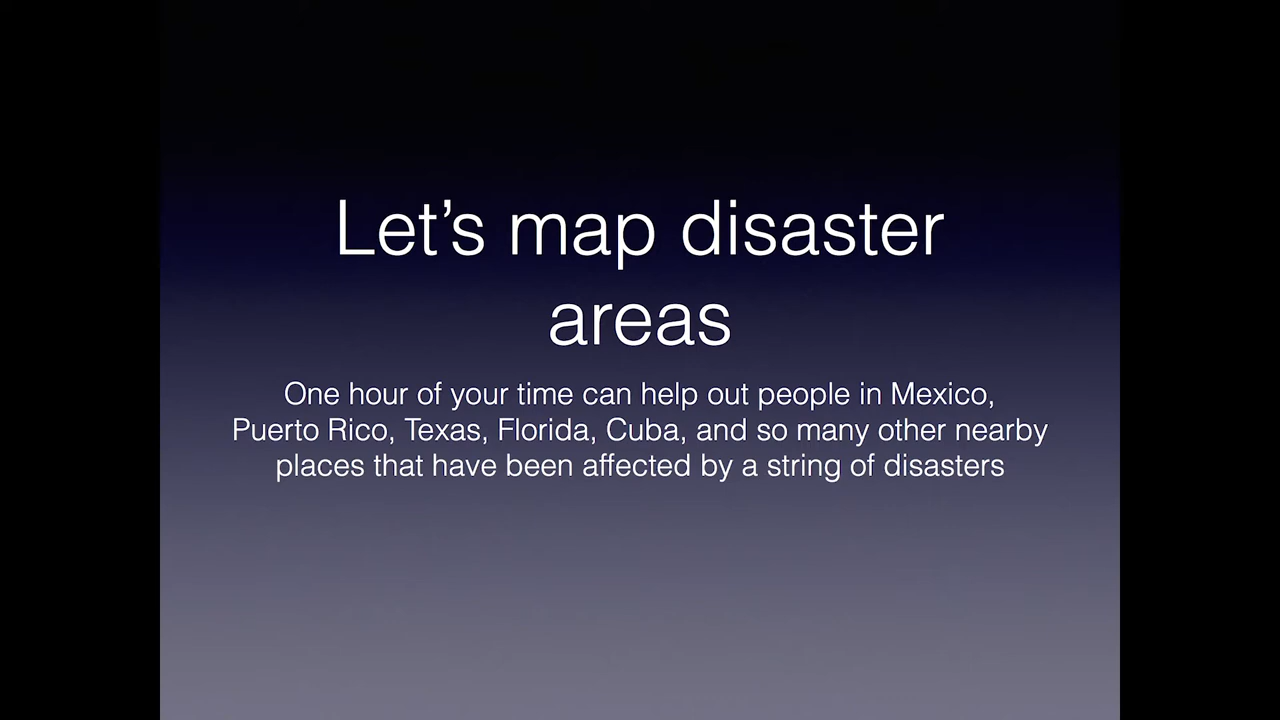 Let’s map disaster
areas
One hour of your time can help out people in Mexico,
Puerto Rico, Texas, Florida, Cuba, and so many other nearby
places that have been affected by a string of disasters